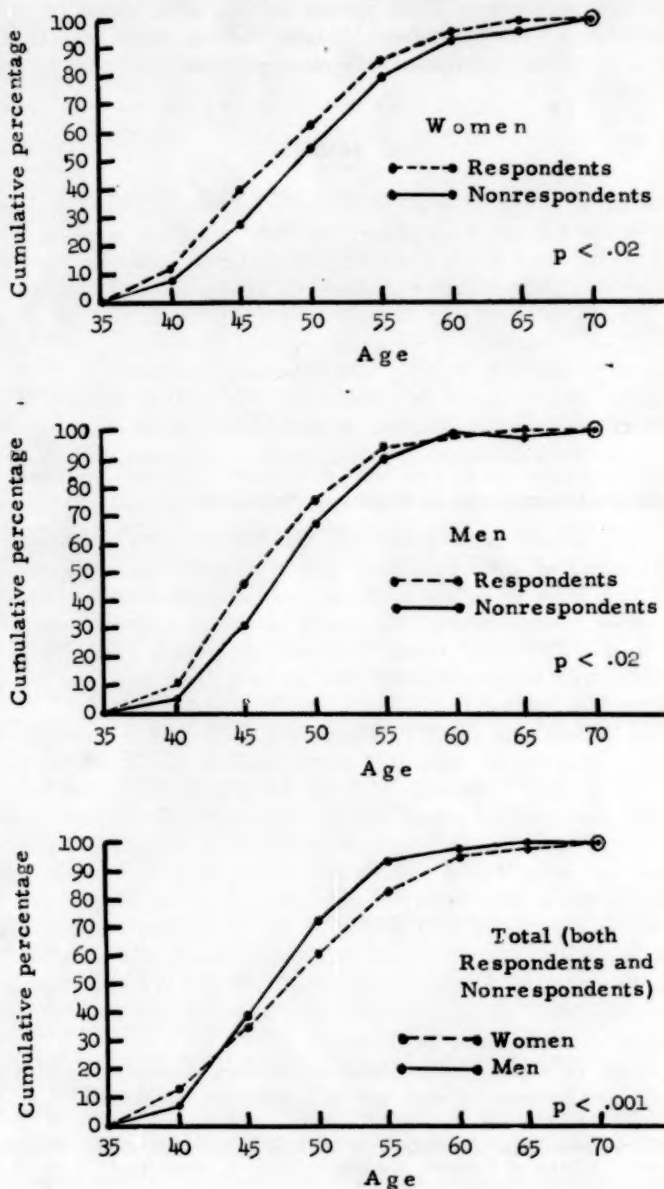 Cumulative percentage
100
90
80
70
60
50
40
30
20
10
0
Women
Respondents
Nonrespondents
p < .02
35 40 45 50 55 60 65 70
Age
Cumulative percentage
100
90
80
70
60
50
40
30
20
10
0
Men
Respondents
Nonrespondents
p < .02
35 40 45 50 55 60 65 70
Age
Cumulative percentage
100
90
80
70
60
50
40
30
20
10
0
Total (both
Respondents and
Nonrespondents)
Women
Men
p < .001
35 40 45 50 55 60 65 70
Age